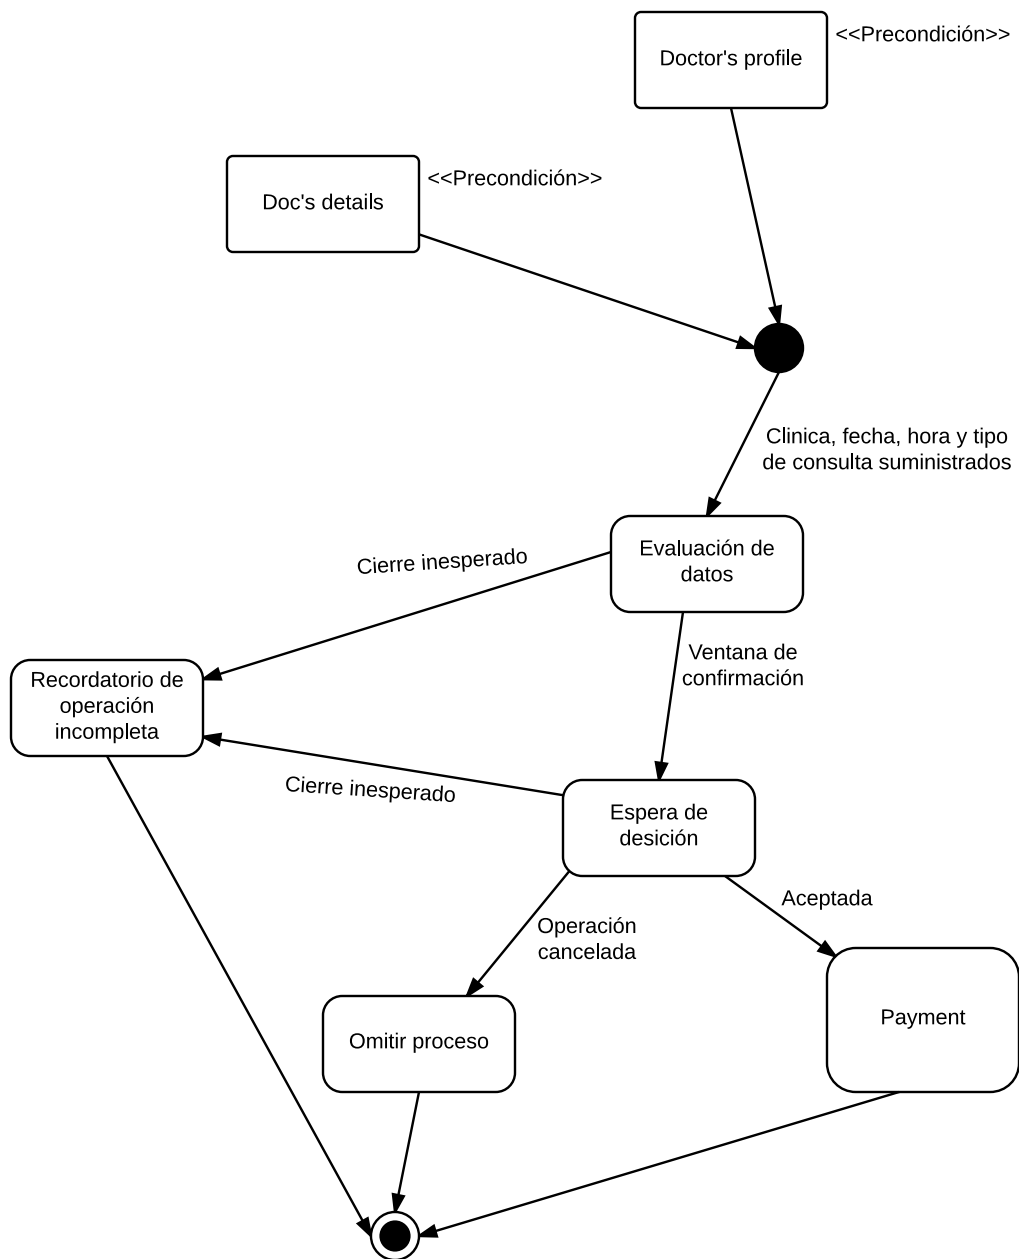 Doctor's profile
<<Precondición>>
Doc's details
<<Precondición>>
Clinica, fecha, hora y tipo
de consulta suministrados
Evaluación de
datos
Cierre inesperado
Ventana de
confirmación
Recordatorio de
operación
incompleta
Cierre inesperado
Espera de
desición
Aceptada
Operación
cancelada
Payment
Omitir proceso